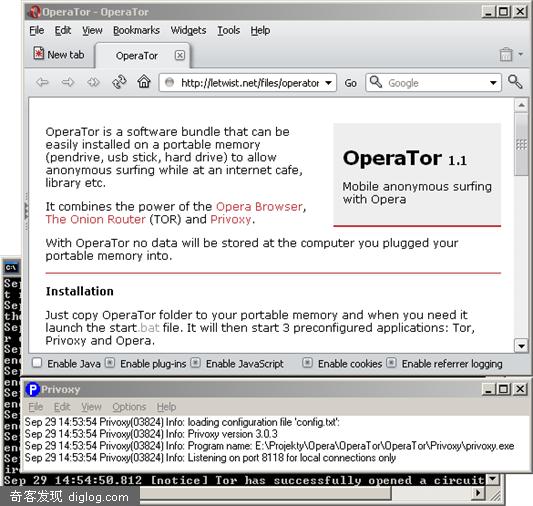 OperaTor - OperaTor
File Edit View Bookmarks Widgets Tools Help
New tab OperaTor
http://letwist.net/files/operator Go Google
OperaTor is a software bundle that can be
easily installed on a portable memory
(pendrive, usb stick, hard drive) to allow
anonymous surfing while at an internet cafe,
library etc.
OperaTor 1.1
Mobile anonymous surfing
with Opera
It combines the power of the Opera Browser,
The Onion Router (TOR) and Privoxy.
With OperaTor no data will be stored at the computer you plugged your
portable memory into.
Installation
Just copy OperaTor folder to your portable memory and when you need it
launch the start.bat file. It will then start 3 preconfigured applications: Tor,
Privoxy and Opera.
Enable Java Enable plug-ins Enable JavaScript Enable cookies Enable referrer logging
Privoxy
File Edit View Options Help
Sep 29 14:53:54 Privoxy(03824) Info: loading configuration file 'config.txt':
Sep 29 14:53:54 Privoxy(03824) Info: Privoxy version 3.0.3
Sep 29 14:53:54 Privoxy(03824) Info: Program name: E:\Projekty\Opera\OperaTor\OperaTor\Privoxy\privoxy.exe
Sep 29 14:53:54 Privoxy(03824) Info: Listening on port 8118 for local connections only
Sep 29 14:54:50.812 [notice] Tor has successfully opened a circuit
奇客发现 diglog.com